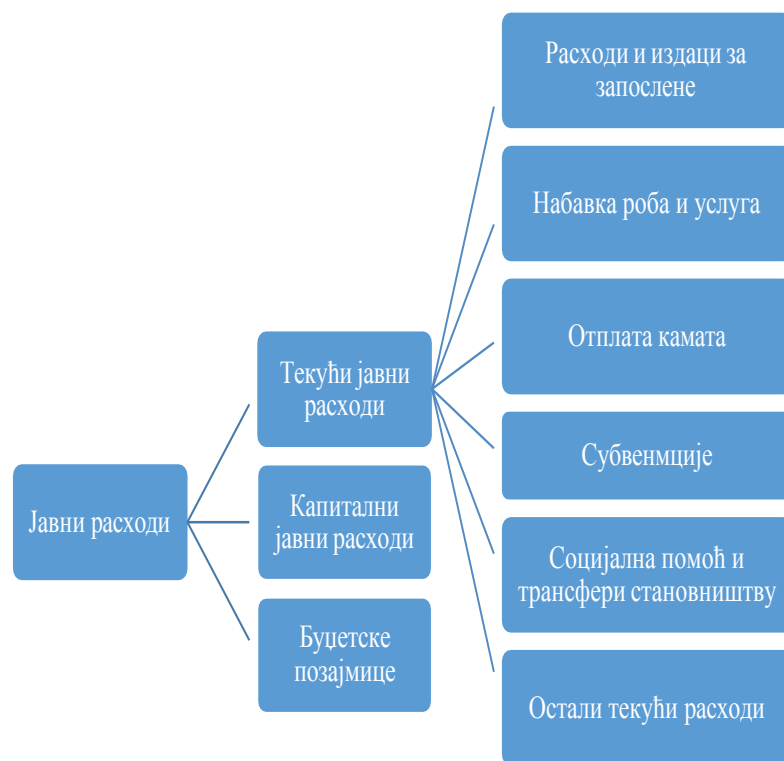 Јавни расходи
Текући јавни
расходи
Капитални
јавни расходи
Буџетске
позајмице
Расходи и издаци за
запослене
Набавка роба и услуга
Отплата камата
Субвенмције
Социјална помоћ и
трансфери становништву
Остали текући расходи